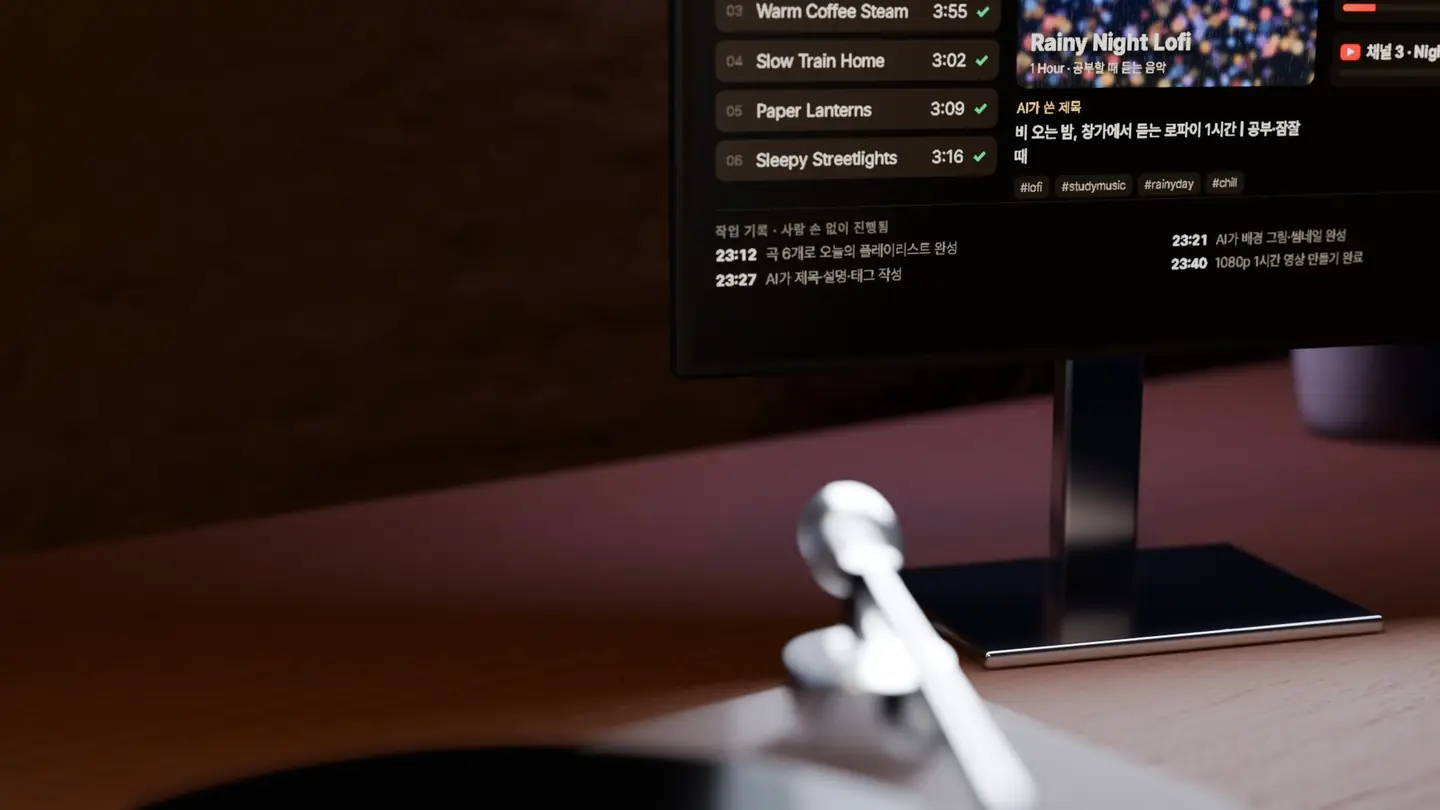 03 Warm Coffee Steam 3:55
04 Slow Train Home 3:02
05 Paper Lanterns 3:09
06 Sleepy Streetlights 3:16
Rainy Night Lofi
1 Hour · 공부할 때 듣는 음악
AI가 쓴 제목
비 오는 밤, 창가에서 듣는 로파이 1시간 | 공부·잠잘
때
#lofi #studymusic #rainyday #chill
채널 3 · Nigh
작업 기록 · 사람 손 없이 진행됨
23:12 곡 6개로 오늘의 플레이리스트 완성
23:21 AI가 배경 그림·썸네일 완성
23:27 AI가 제목·설명·태그 작성
23:40 1080p 1시간 영상 만들기 완료